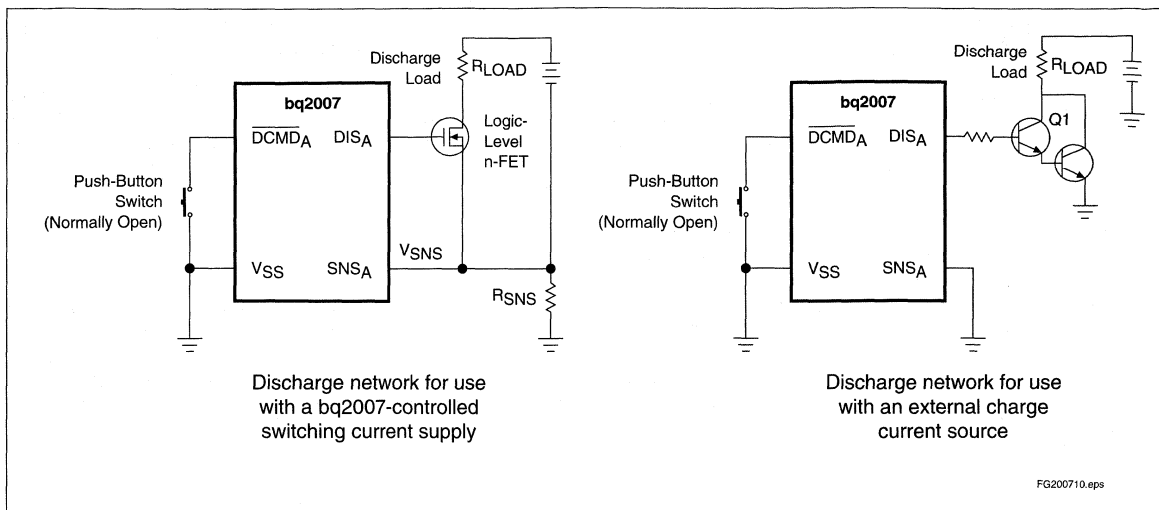 Discharge
Load
RLOAD
bq2007
DCMDA
DISA
Logic-
Level
n-FET
Push-Button
Switch
(Normally Open)
VSS
SNSA
VSNS
RSNS
Discharge network for use
with a bq2007-controlled
switching current supply
Discharge
Load
RLOAD
bq2007
DCMDA
DISA
Q1
Push-Button
Switch
(Normally Open)
VSS
SNSA
Discharge network for use
with an external charge
current source
FG200710.eps